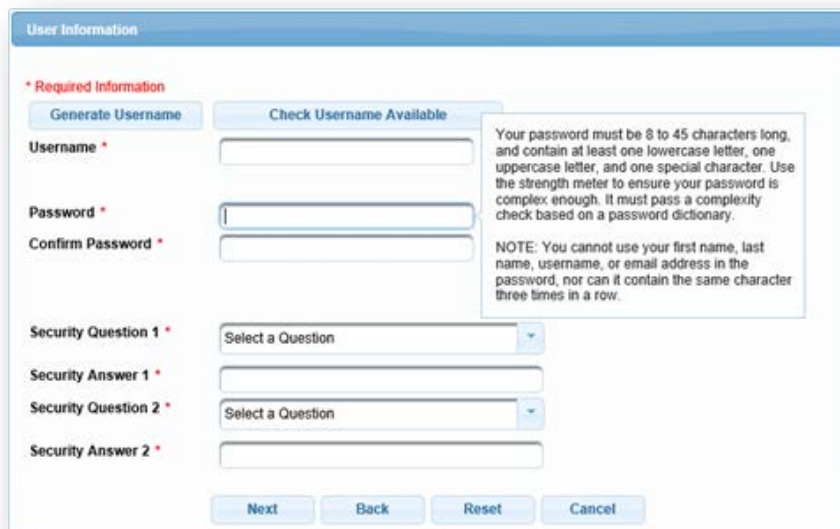 User Information
* Required Information
Generate Username
Check Username Available
Username *
Password *
Confirm Password *
Your password must be 8 to 45 characters long,
and contain at least one lowercase letter, one
uppercase letter, and one special character. Use
the strength meter to ensure your password is
complex enough. It must pass a complexity
check based on a password dictionary.
NOTE: You cannot use your first name, last
name, username, or email address in the
password, nor can it contain the same character
three times in a row.
Security Question 1 *
Select a Question
Security Answer 1 *
Security Question 2 *
Select a Question
Security Answer 2 *
Next
Back
Reset
Cancel